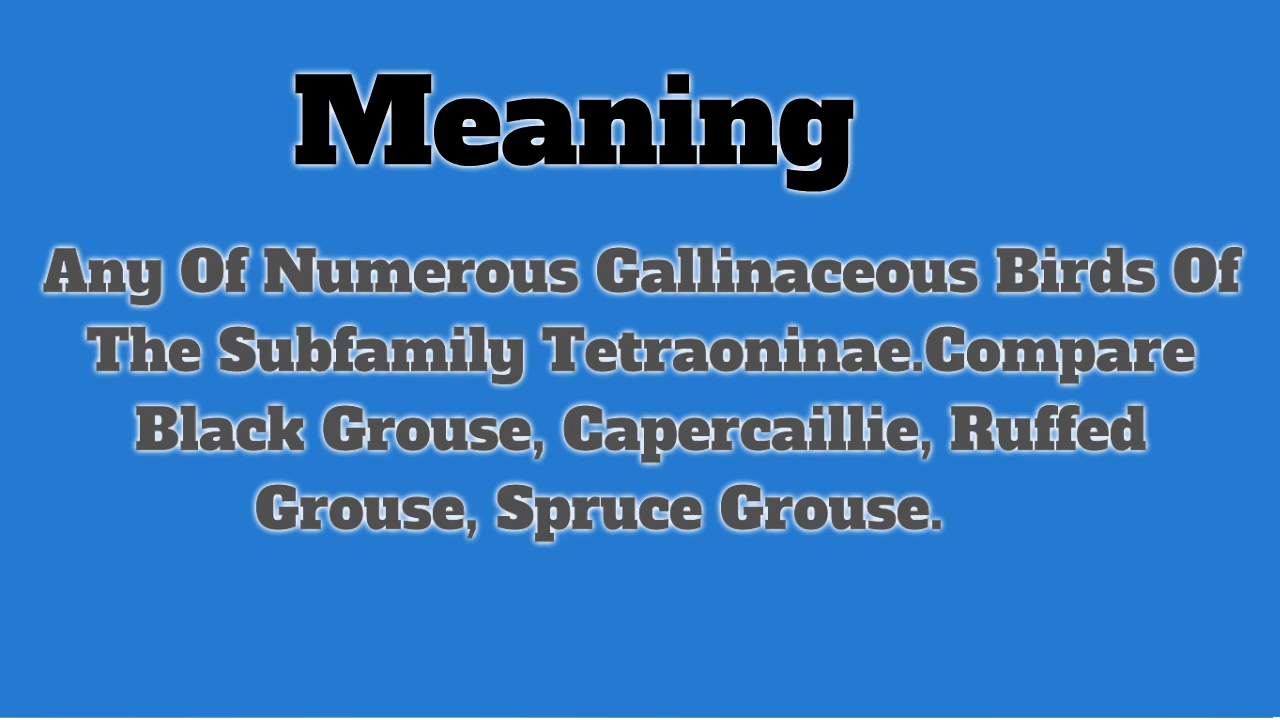 Meaning
Any Of Numerous Gallinaceous Birds Of
The Subfamily Tetraoninae.Compare
Black Grouse, Capercaillie, Ruffed
Grouse, Spruce Grouse.